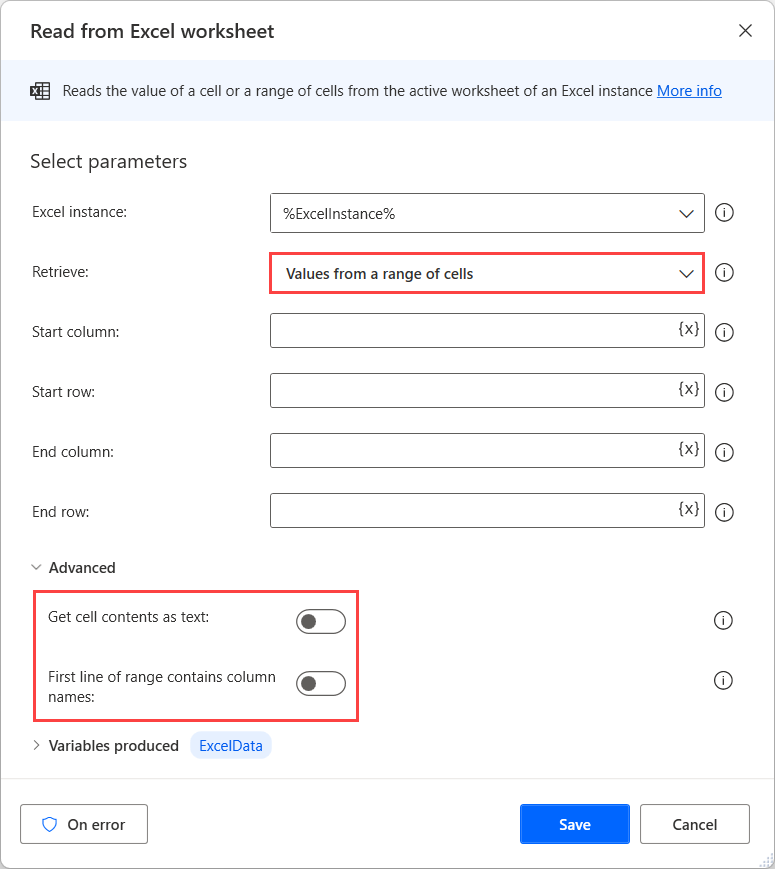 Read from Excel worksheet
Reads the value of a cell or a range of cells from the active worksheet of an Excel instance More info
Select parameters
Excel instance: %ExcelInstance%
Retrieve: Values from a range of cells
Start column: {x}
Start row: {x}
End column: {x}
End row: {x}
Advanced
Get cell contents as text:
First line of range contains column
names:
Variables produced ExcelData
On error Save Cancel